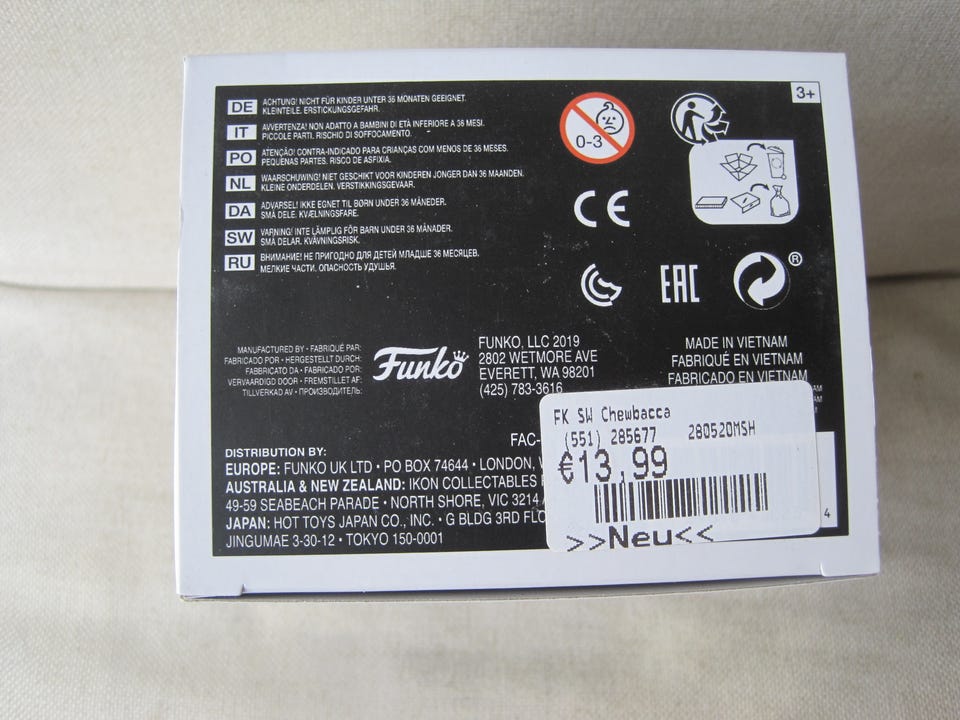 DE ACHTUNG! NICHT FÜR KINDER UNTER 36 MONATEN GEEIGNET.
KLEINTEILE. ERSTICKUNGSGEFAHR.
IT AVVERTENZA! NON ADATTO A BAMBINI DI ETÀ INFERIORE A 36 MESI.
PICCOLE PARTI. RISCHIO DI SOFFOCAMENTO.
PO ATENÇÃO! CONTRA-INDICADO PARA CRIANÇAS COM MENOS DE 36 MESES.
PEQUENAS PARTES. RISCO DE ASFIXIA.
NL WAARSCHUWING! NIET GESCHIKT VOOR KINDEREN JONGER DAN 36 MAANDEN.
KLEINE ONDERDELEN. VERSTIKKINGSGEVAAR.
DA ADVARSEL! IKKE EGNET TIL BØRN UNDER 36 MÅNEDER.
SMÅ DELE. KVÆLNINGSFARE.
SW VARNING! INTE LÄMPLIG FÖR BARN UNDER 36 MÅNADER.
SMÅ DELAR. KVÄVNINGSRISK.
RU ВНИМАНИЕ! НЕ ПРИГОДНО ДЛЯ ДЕТЕЙ МЛАДШЕ 36 МЕСЯЦЕВ.
МЕЛКИЕ ЧАСТИ. ОПАСНОСТЬ УДУШЬЯ.
0-3
3+
CE
EAC
®
MANUFACTURED BY • FABRIQUÉ PAR:
FABRICADO POR • HERGESTELLT DURCH:
FABBRICATO DA • FABRICADO POR:
VERVAARDIGD DOOR • FREMSTILLET AF:
TILLVERKAD AV • ПРОИЗВОДИТЕЛЬ:
Funko
FUNKO, LLC 2019
2802 WETMORE AVE
EVERETT, WA 98201
(425) 783-3616
MADE IN VIETNAM
FABRIQUÉ EN VIETNAM
FABRICADO EN VIETNAM
FAC-
DISTRIBUTION BY:
EUROPE: FUNKO UK LTD • PO BOX 74644 • LONDON,
AUSTRALIA & NEW ZEALAND: IKON COLLECTABLES
49-59 SEABEACH PARADE • NORTH SHORE, VIC 3214
JAPAN: HOT TOYS JAPAN CO., INC. • G BLDG 3RD FLO
JINGUMAE 3-30-12 • TOKYO 150-0001
FK SW Chewbacca
(551) 285677 280520MSH
€13,99
>>Neu<<
4